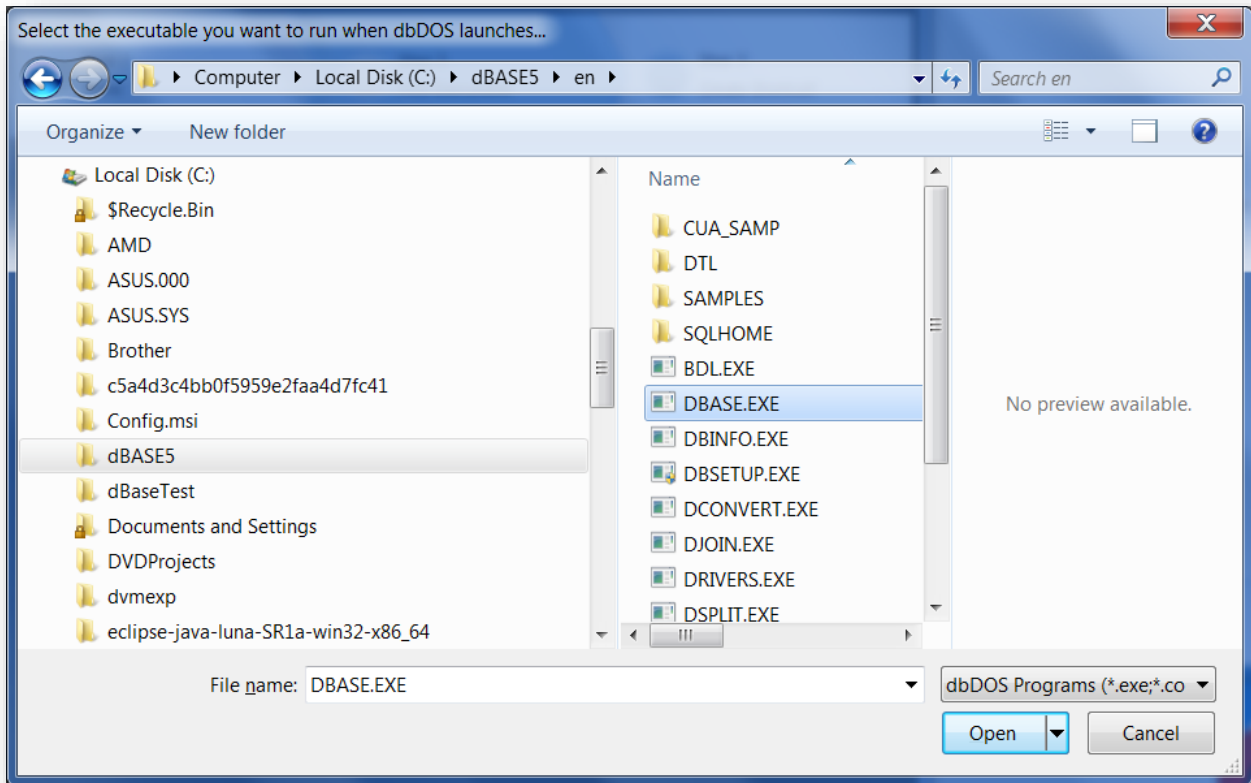 Select the executable you want to run when dbDOS launches...
Computer ▸ Local Disk (C:) ▸ dBASE5 ▸ en ▸
Search en
Organize
New folder
Local Disk (C:)
$Recycle.Bin
AMD
ASUS.000
ASUS.SYS
Brother
c5a4d3c4bb0f5959e2faa4d7fc41
Config.msi
dBASE5
dBaseTest
Documents and Settings
DVDProjects
dvmexp
eclipse-java-luna-SR1a-win32-x86_64
Name
CUA_SAMP
DTL
SAMPLES
SQLHOME
BDL.EXE
DBASE.EXE
DBINFO.EXE
DBSETUP.EXE
DCONVERT.EXE
DJOIN.EXE
DRIVERS.EXE
DSPLIT.EXE
No preview available.
File name: DBASE.EXE
dbDOS Programs (*.exe;*.co
Open
Cancel